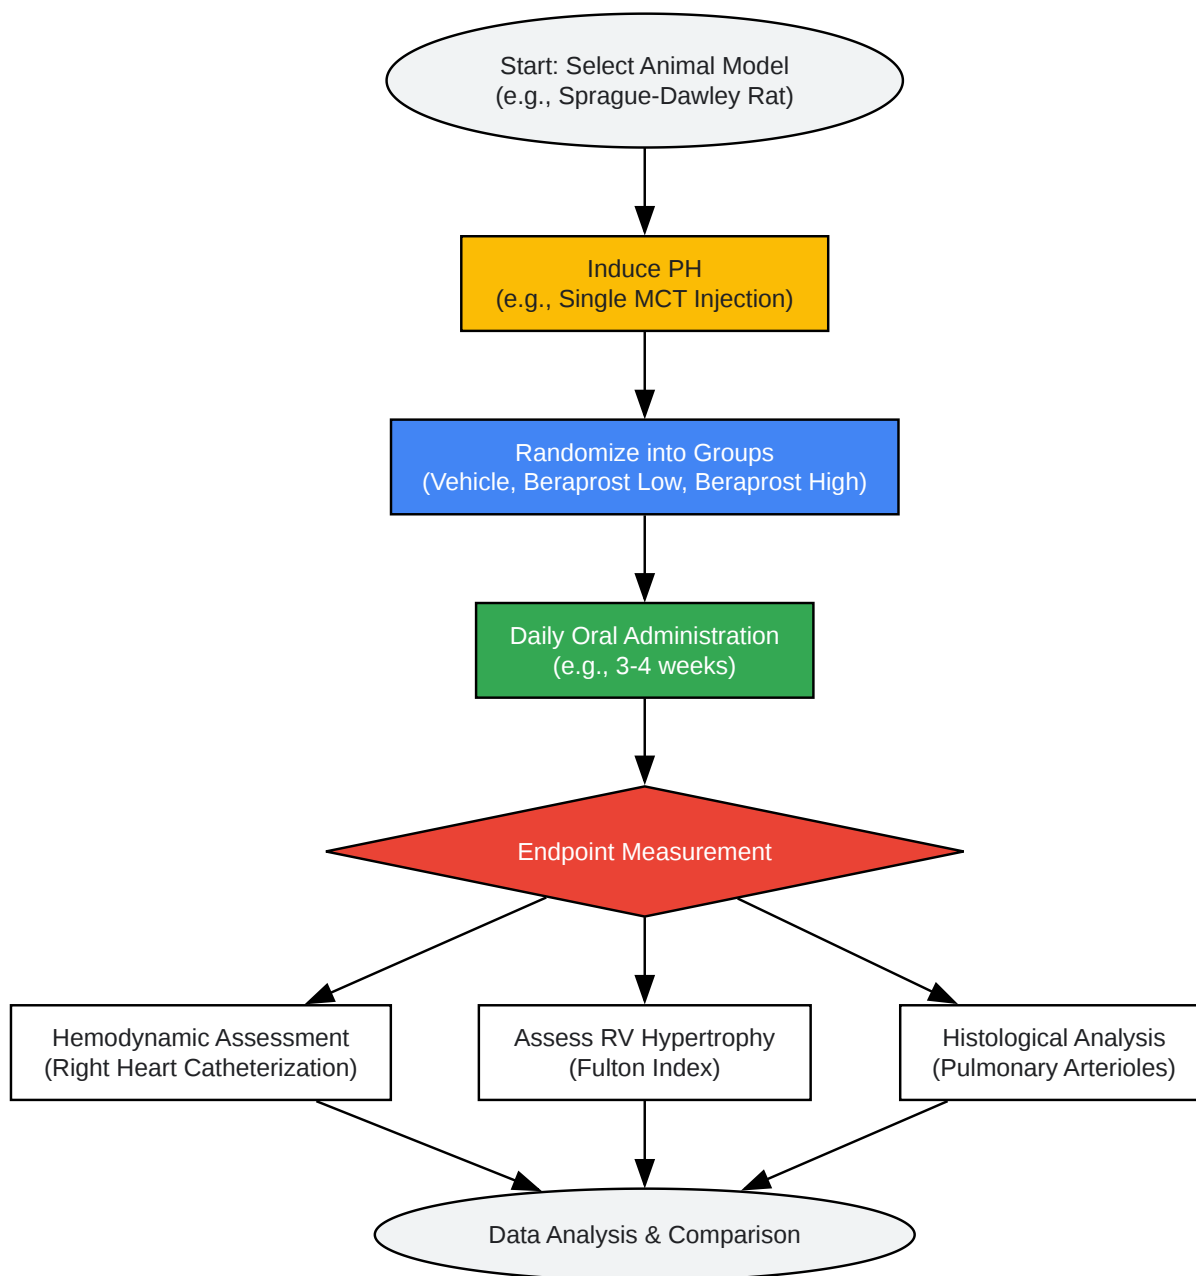 Start: Select Animal Model
(e.g., Sprague-Dawley Rat)
Induce PH
(e.g., Single MCT Injection)
Randomize into Groups
(Vehicle, Beraprost Low, Beraprost High)
Daily Oral Administration
(e.g., 3-4 weeks)
Endpoint Measurement
Hemodynamic Assessment
(Right Heart Catheterization)
Assess RV Hypertrophy
(Fulton Index)
Histological Analysis
(Pulmonary Arterioles)
Data Analysis & Comparison